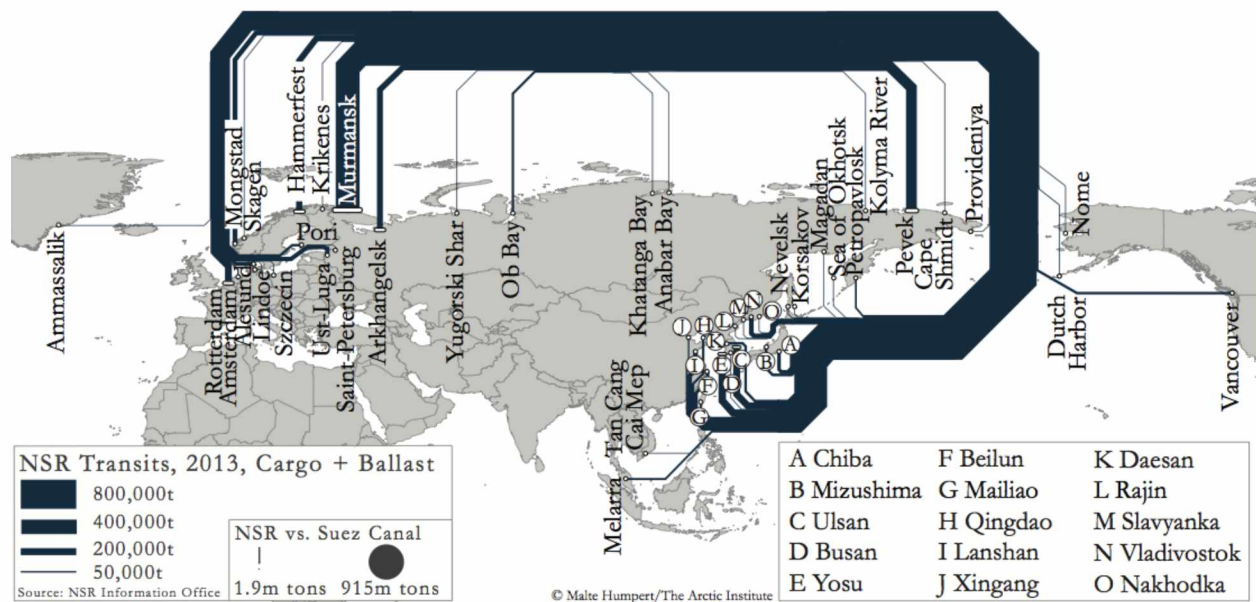 Ammassalik
Rotterdam
Amsterdam
Mongstad
Skagen
Alesund
Lindoe
Szczecin
Hammerfest
Krikenes
Pori
Ust-Luga
Saint-Petersburg
Murmansk
Arkhangelsk
Yugorski Shar
Ob Bay
Khatanga Bay
Anabar Bay
Tan Cang
Cai Mep
Melarra
Nevelsk
Korsakov
Magadan
Sea of Okhotsk
Petropavlosk
Kolyma River
Pevek
Cape
Shmidt
Provideniya
Nome
Dutch
Harbor
Vancouver
J
H
L
M
N
O
K
I
E
C
B
A
F
D
G
NSR Transits, 2013, Cargo + Ballast
800,000t
400,000t
200,000t
50,000t
Source: NSR Information Office
NSR vs. Suez Canal
1.9m tons 915m tons
© Malte Humpert/The Arctic Institute
A Chiba
B Mizushima
C Ulsan
D Busan
E Yosu
F Beilun
G Mailiao
H Qingdao
I Lanshan
J Xingang
K Daesan
L Rajin
M Slavyanka
N Vladivostok
O Nakhodka